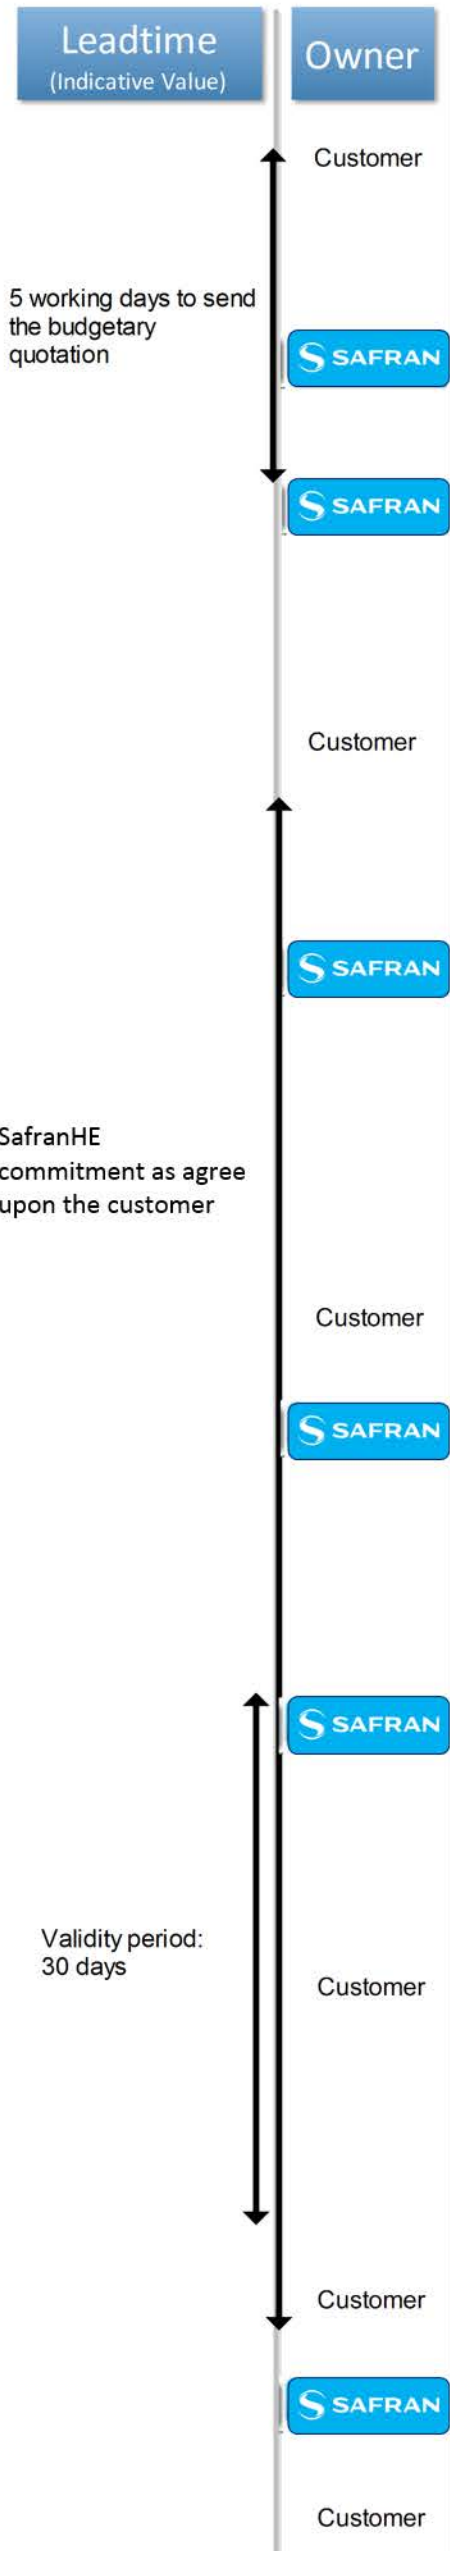 Leadtime
(Indicative Value)
Owner
Customer
5 working days to send
the budgetary
quotation
SAFRAN
SAFRAN
Customer
SAFRAN
SafranHE
commitment as agree
upon the customer
Customer
SAFRAN
SAFRAN
Validity period:
30 days
Customer
Customer
SAFRAN
Customer